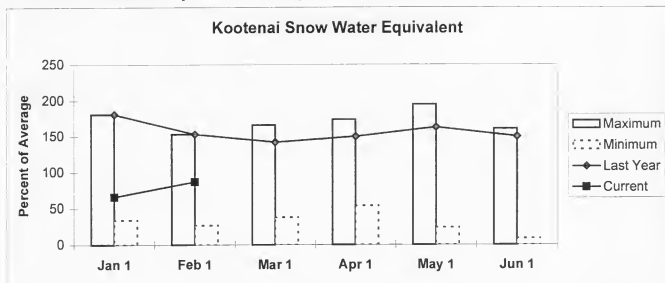 Kootenai Snow Water Equivalent
250
200
150
100
50
0
Percent of Average
Jan 1 Feb 1 Mar 1 Apr 1 May 1 Jun 1
Maximum
Minimum
Last Year
Current